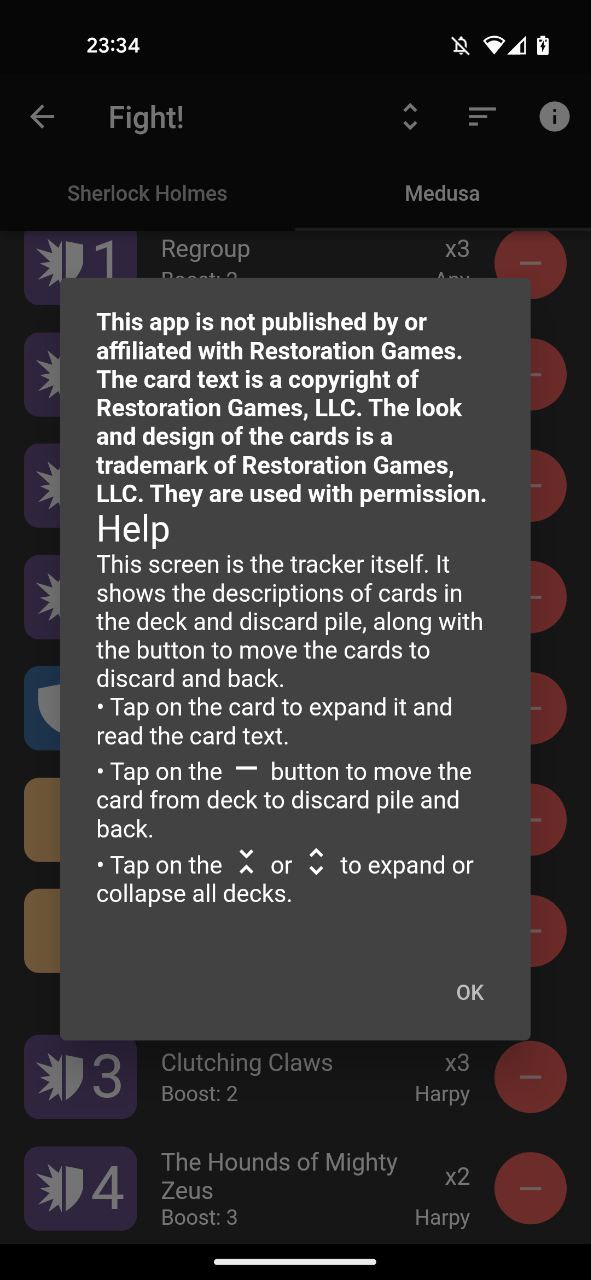 23:34
Fight!
Sherlock Holmes
Medusa
1
Regroup
x3
This app is not published by or
affiliated with Restoration Games.
The card text is a copyright of
Restoration Games, LLC. The look
and design of the cards is a
trademark of Restoration Games,
LLC. They are used with permission.
Help
This screen is the tracker itself. It
shows the descriptions of cards in
the deck and discard pile, along with
the button to move the cards to
discard and back.
• Tap on the card to expand it and
read the card text.
• Tap on the — button to move the
card from deck to discard pile and
back.
• Tap on the or to expand or
collapse all decks.
OK
3
Clutching Claws
x3
Boost: 2
Harpy
4
The Hounds of Mighty
Zeus
x2
Boost: 3
Harpy